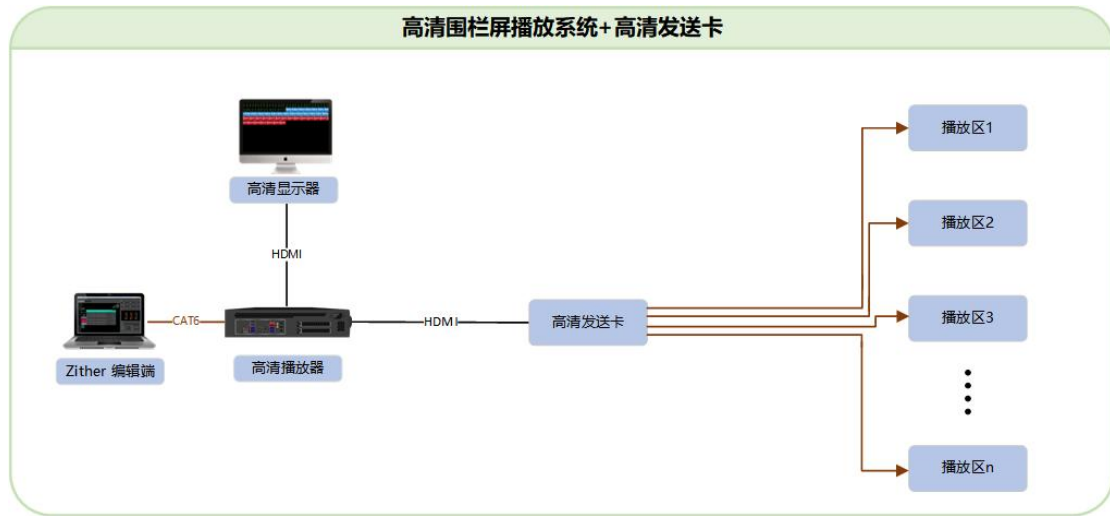 高清围栏屏播放系统+高清发送卡
高清显示器
HDMI
CAT6
HDMI
Zither 编辑端
高清播放器
高清发送卡
播放区1
播放区2
播放区3
播放区n